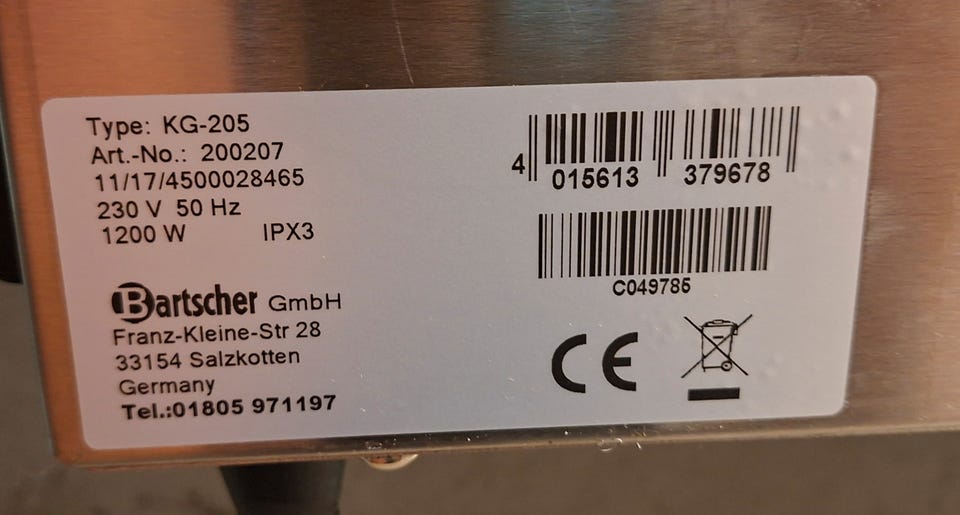 Type: KG-205
Art.-No.: 200207
11/17/4500028465
230 V 50 Hz
1200 W IPX3
Bartscher GmbH
Franz-Kleine-Str 28
33154 Salzkotten
Germany
Tel.:01805 971197
4 015613 379678
C049785
CE